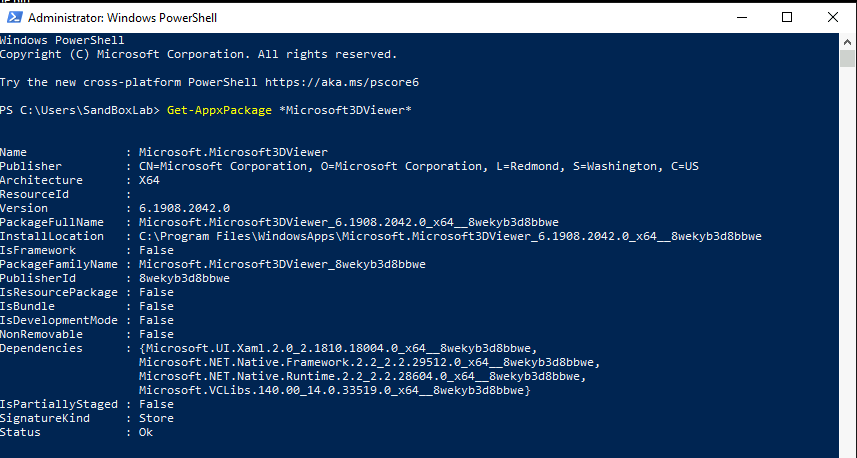 Administrator: Windows PowerShell
Windows PowerShell
Copyright (C) Microsoft Corporation. All rights reserved.
Try the new cross-platform PowerShell https://aka.ms/pscore6
PS C:\Users\SandBoxLab> Get-AppxPackage *Microsoft3DViewer*
Name              : Microsoft.Microsoft3DViewer
Publisher         : CN=Microsoft Corporation, O=Microsoft Corporation, L=Redmond, S=Washington, C=US
Architecture      : X64
ResourceId        :
Version           : 6.1908.2042.0
PackageFullName   : Microsoft.Microsoft3DViewer_6.1908.2042.0_x64__8wekyb3d8bbwe
InstallLocation   : C:\Program Files\WindowsApps\Microsoft.Microsoft3DViewer_6.1908.2042.0_x64__8wekyb3d8bbwe
IsFramework       : False
PackageFamilyName : Microsoft.Microsoft3DViewer_8wekyb3d8bbwe
PublisherId       : 8wekyb3d8bbwe
IsResourcePackage : False
IsBundle          : False
IsDevelopmentMode : False
NonRemovable      : False
Dependencies      : {Microsoft.UI.Xaml.2.0_2.1810.18004.0_x64__8wekyb3d8bbwe,
                    Microsoft.NET.Native.Framework.2.2_2.2.29512.0_x64__8wekyb3d8bbwe,
                    Microsoft.NET.Native.Runtime.2.2_2.2.28604.0_x64__8wekyb3d8bbwe,
                    Microsoft.VCLibs.140.00_14.0.33519.0_x64__8wekyb3d8bbwe}
IsPartiallyStaged : False
SignatureKind     : Store
Status            : Ok